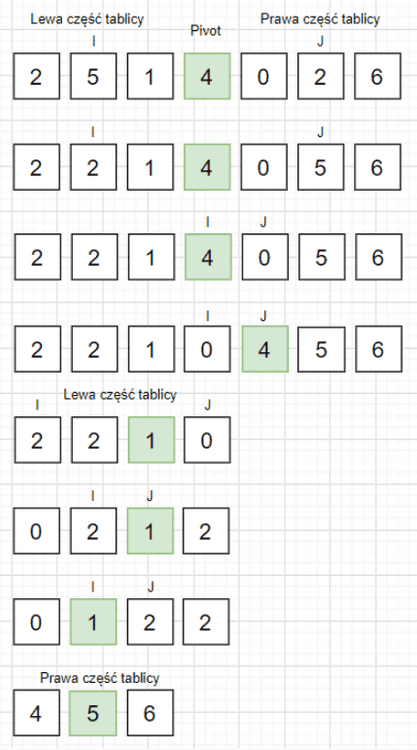 Lewa część tablicy Pivot Prawa część tablicy
I J
2 5 1 4 0 2 6
I J
2 2 1 4 0 5 6
I J
2 2 1 4 0 5 6
I J
2 2 1 0 4 5 6
Lewa część tablicy
I J
2 2 1 0
I J
0 2 1 2
I J
0 1 2 2
Prawa część tablicy
4 5 6